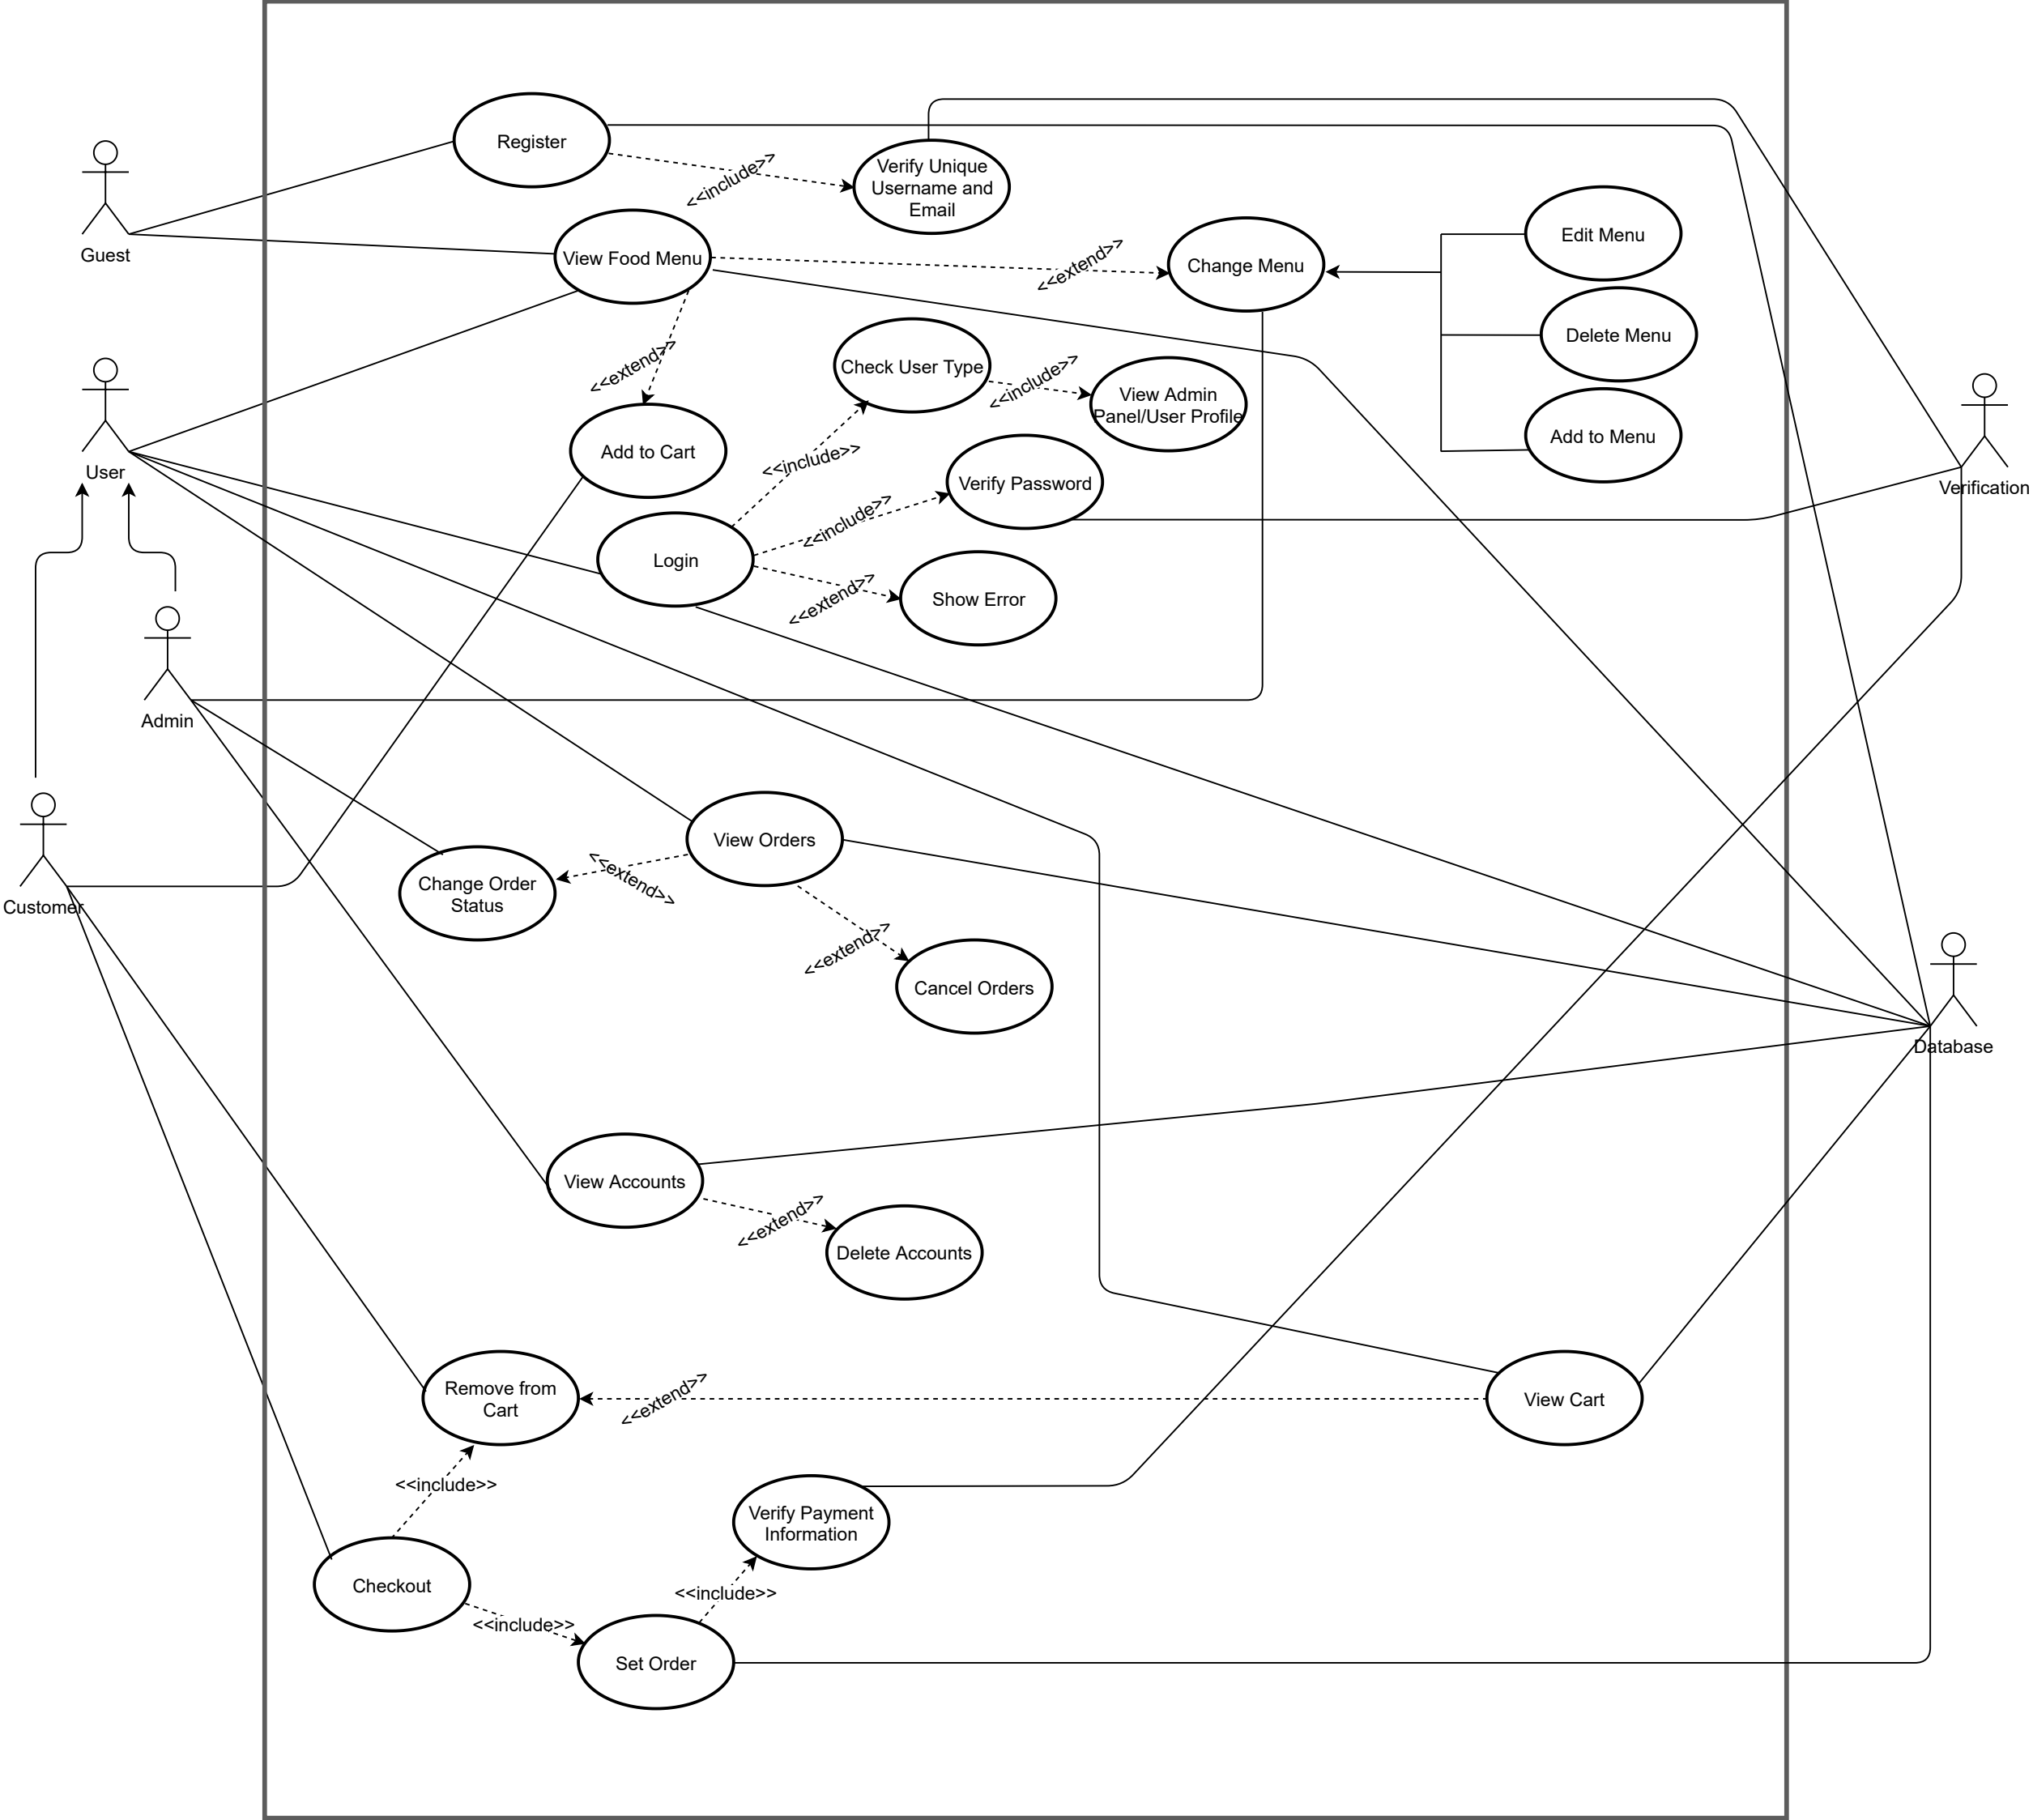 Register
<<include>>
Verify Unique
Username and
Email
Guest
View Food Menu
<<extend>>
Change Menu
Edit Menu
Delete Menu
Add to Menu
<<extend>>
Check User Type
<<include>>
View Admin
Panel/User Profile
User
Add to Cart
<<include>>
Verify Password
Verification
<<include>>
Login
<<extend>>
Show Error
Admin
View Orders
<<extend>>
Change Order
Status
Customer
<<extend>>
Cancel Orders
Database
View Accounts
<<extend>>
Delete Accounts
Remove from
Cart
<<extend>>
View Cart
<<include>>
Verify Payment
Information
Checkout
<<include>>
<<include>>
Set Order